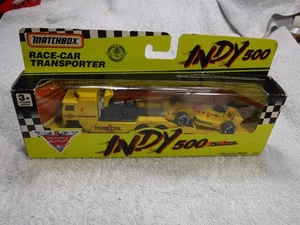 MATCHBOX
RACE-CAR
TRANSPORTER
INDY 500
3+
PENNZOIL
INDY 500